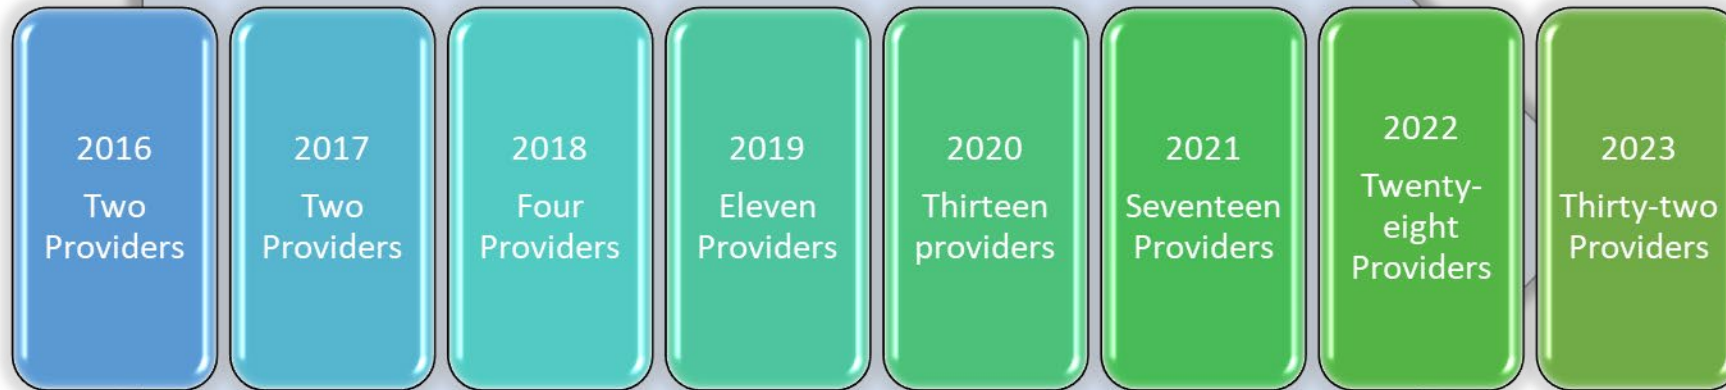 2016
Two
Providers
2017
Two
Providers
2018
Four
Providers
2019
Eleven
Providers
2020
Thirteen
providers
2021
Seventeen
Providers
2022
Twenty-
eight
Providers
2023
Thirty-two
Providers